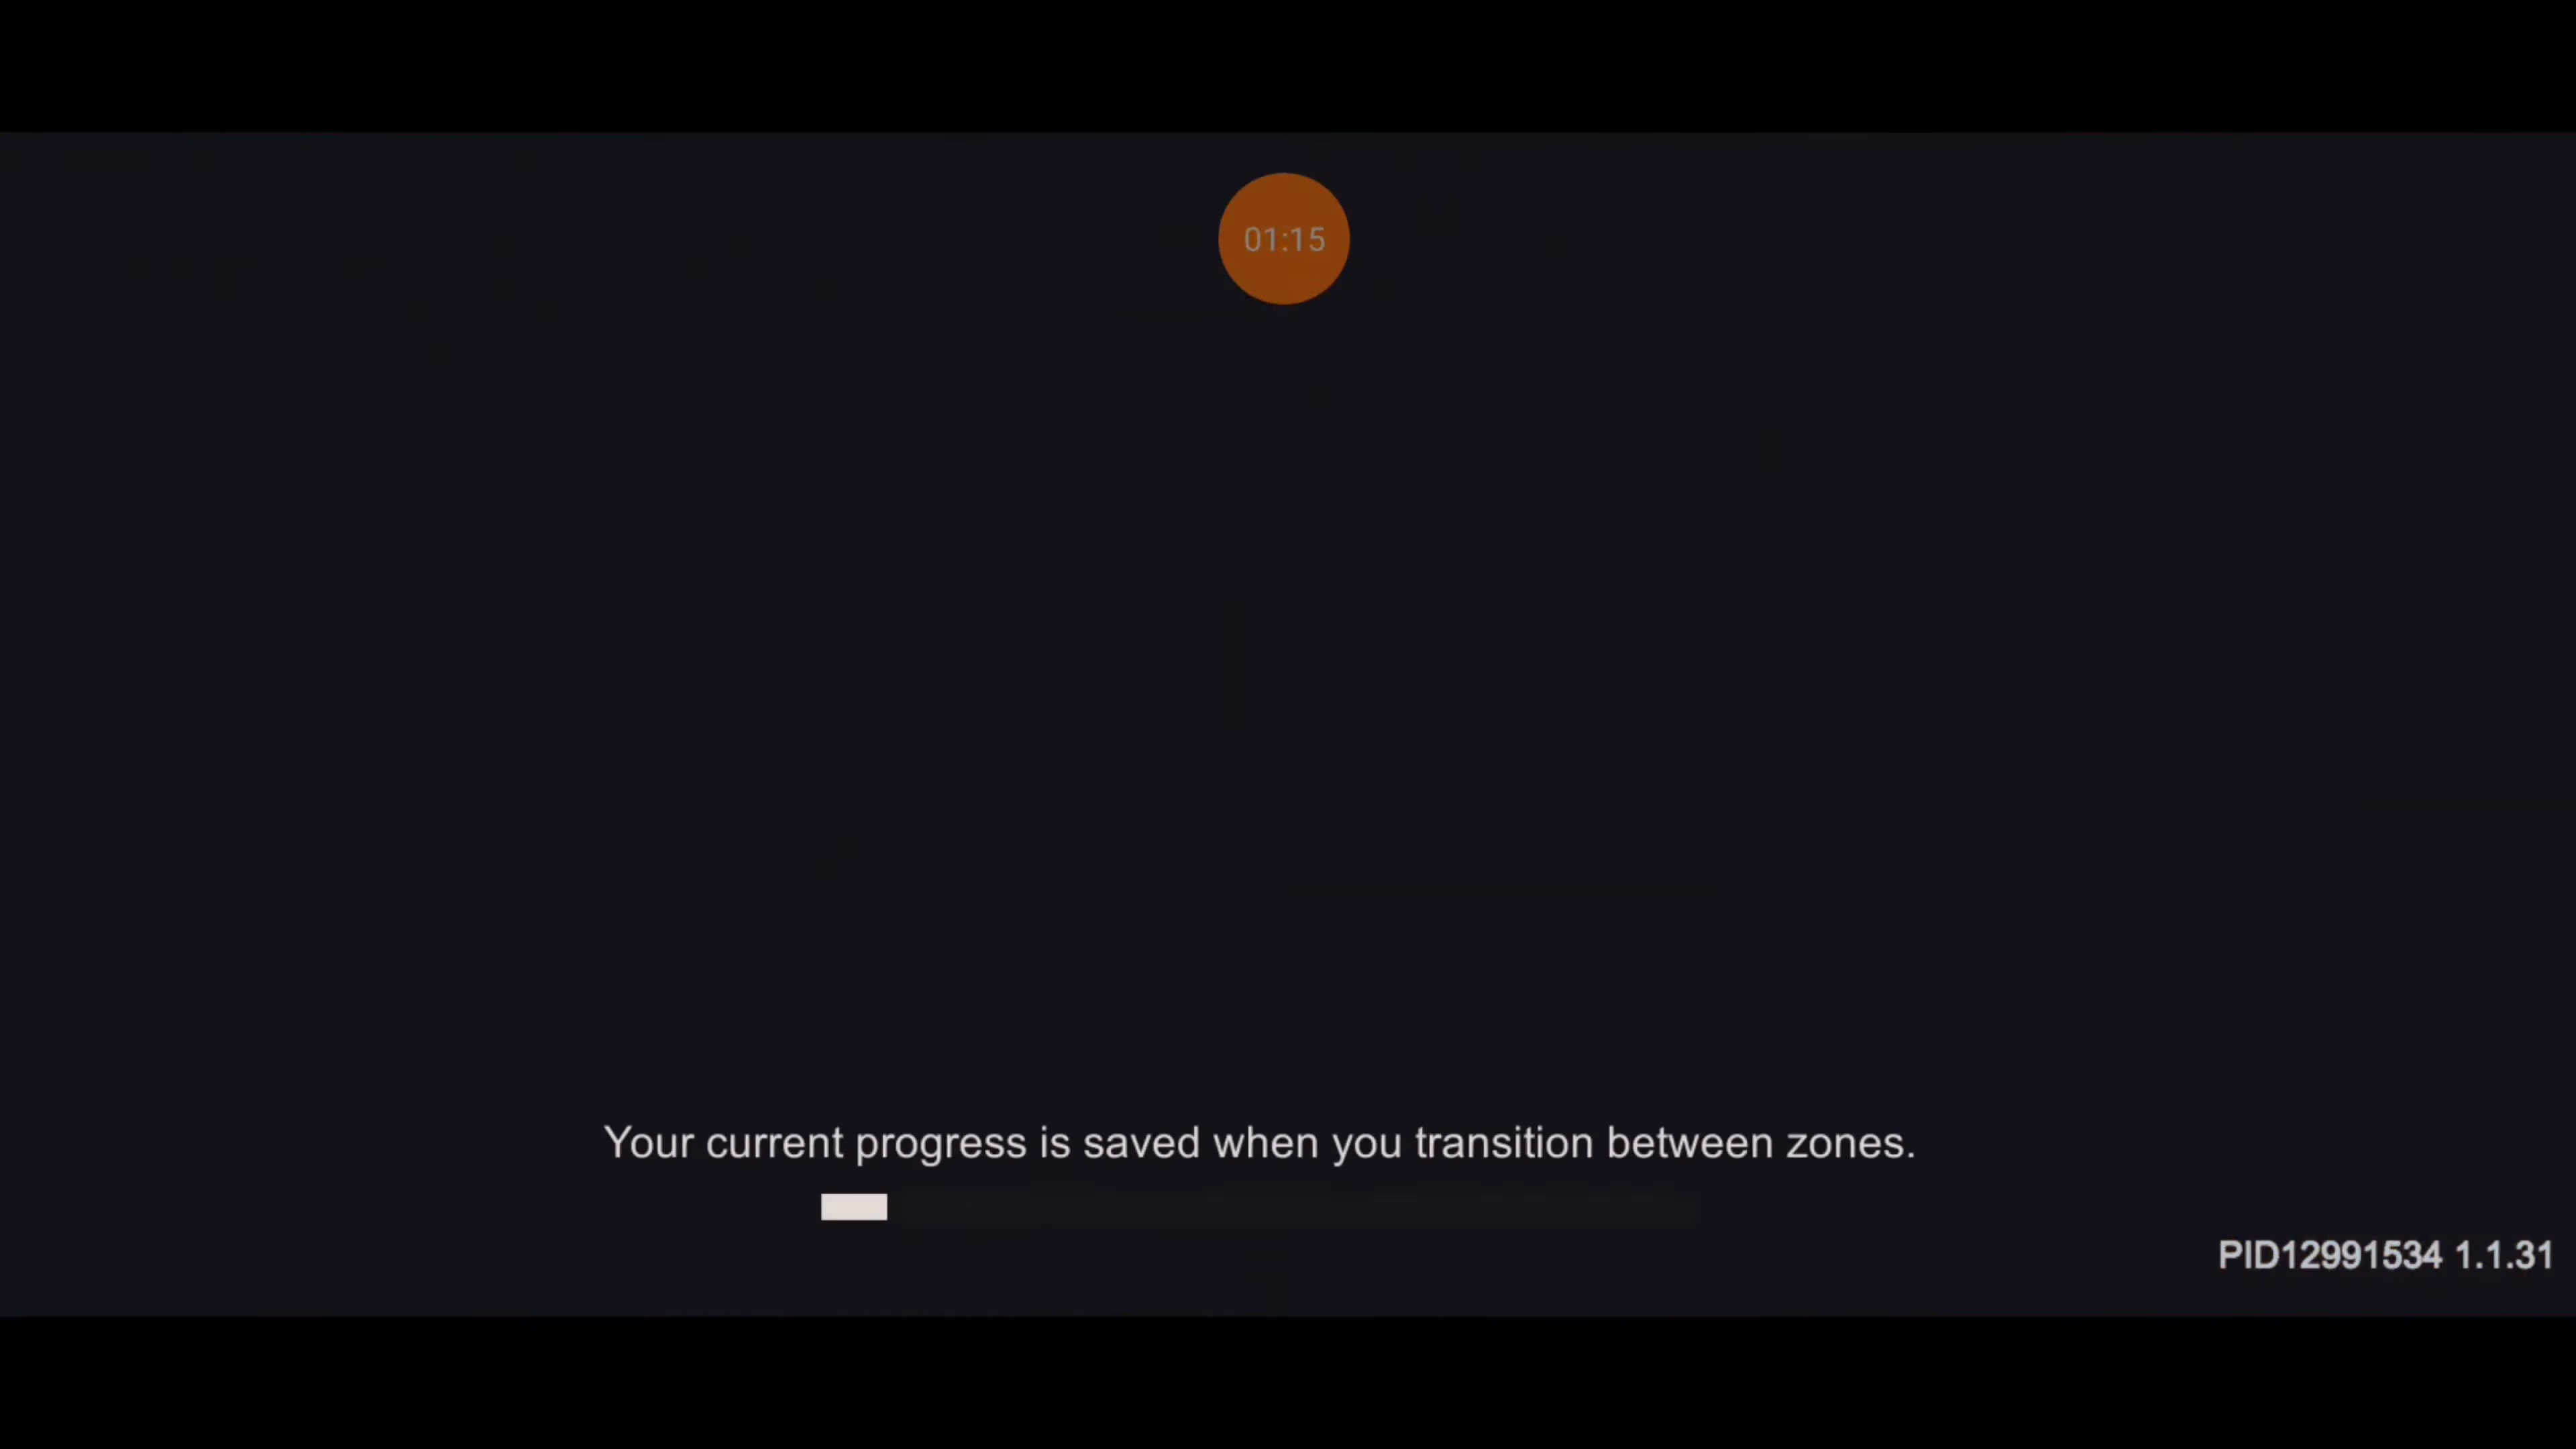 01:15
Your current progress is saved when you transition between zones.
PID12991534 1.1.31